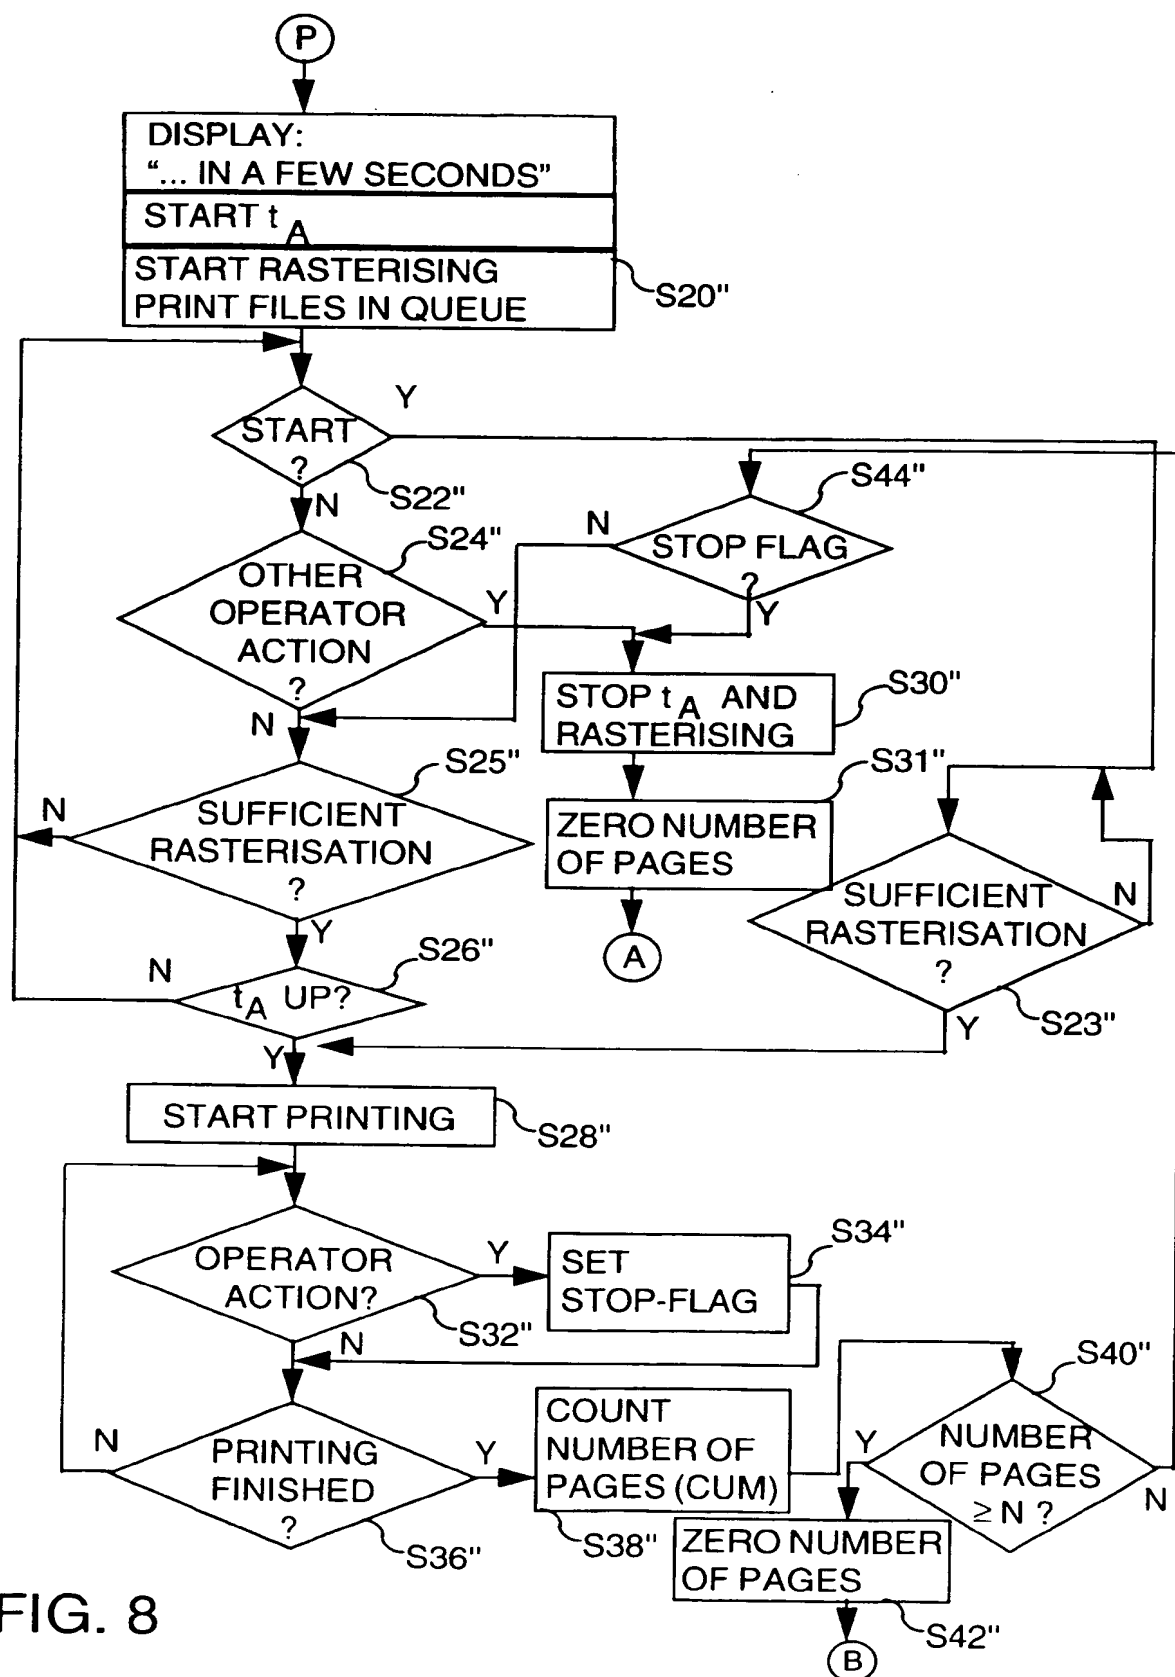 P
DISPLAY:
"... IN A FEW SECONDS"
START t A
START RASTERISING
PRINT FILES IN QUEUE
S20"
START
?
Y
S22"
N
S44"
STOP FLAG
?
N
Y
S24"
OTHER
OPERATOR
ACTION
?
Y
N
STOP t A AND
RASTERISING
S30"
S25"
SUFFICIENT
RASTERISATION
?
N
Y
S31"
ZERO NUMBER
OF PAGES
A
SUFFICIENT
RASTERISATION
?
N
S23"
Y
S26"
t A UP?
N
Y
START PRINTING
S28"
OPERATOR
ACTION?
Y
S32"
N
S34"
SET
STOP-FLAG
PRINTING
FINISHED
?
N
Y
S36"
COUNT
NUMBER OF
PAGES (CUM)
S38"
S40"
NUMBER
OF PAGES
≥ N ?
Y
N
ZERO NUMBER
OF PAGES
S42"
B
FIG. 8